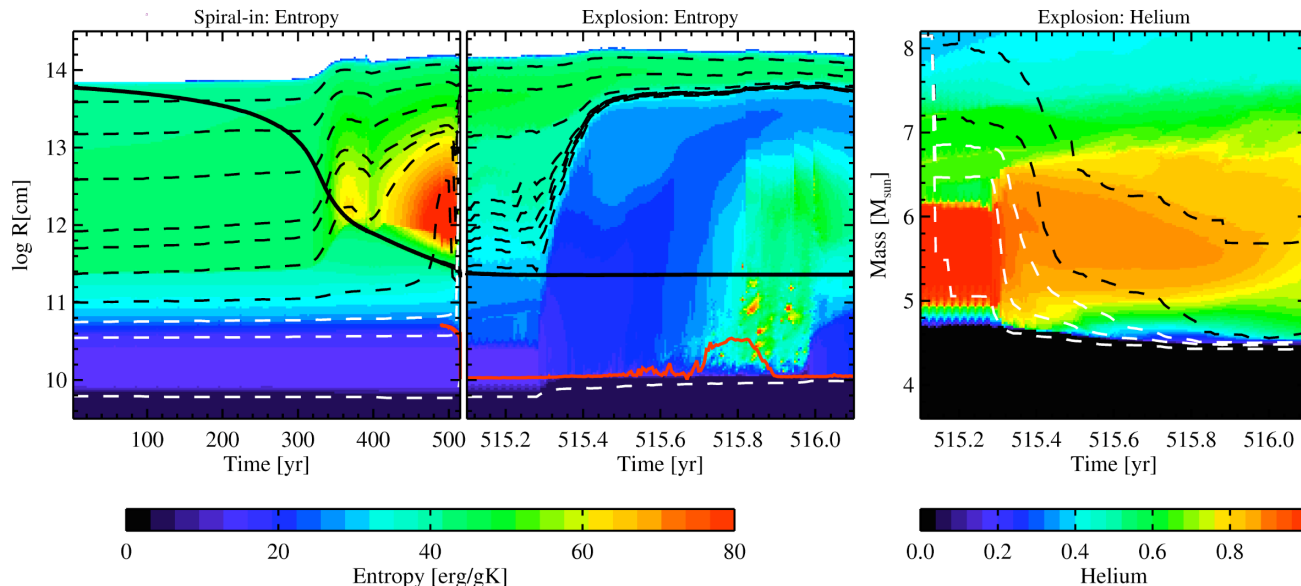 Spiral-in: Entropy
Explosion: Entropy
Explosion: Helium
14
13
12
11
10
log R[cm]
8
7
6
5
4
Mass [Msun]
100 200 300 400 500
515.2 515.4 515.6 515.8 516.0
515.2 515.4 515.6 515.8 516.0
Time [yr]
Time [yr]
Time [yr]
0 20 40 60 80
0.0 0.2 0.4 0.6 0.8
Entropy [erg/gK]
Helium